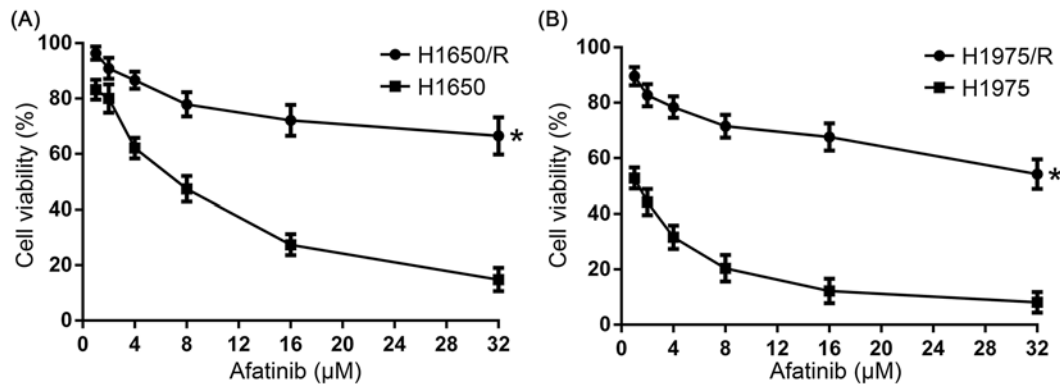 (A)
100
80
60
40
20
0
Cell viability (%)
H1650/R
H1650
*
0 4 8 12 16 20 24 28 32
Afatinib (µM)
(B)
100
80
60
40
20
0
Cell viability (%)
H1975/R
H1975
*
0 4 8 12 16 20 24 28 32
Afatinib (µM)